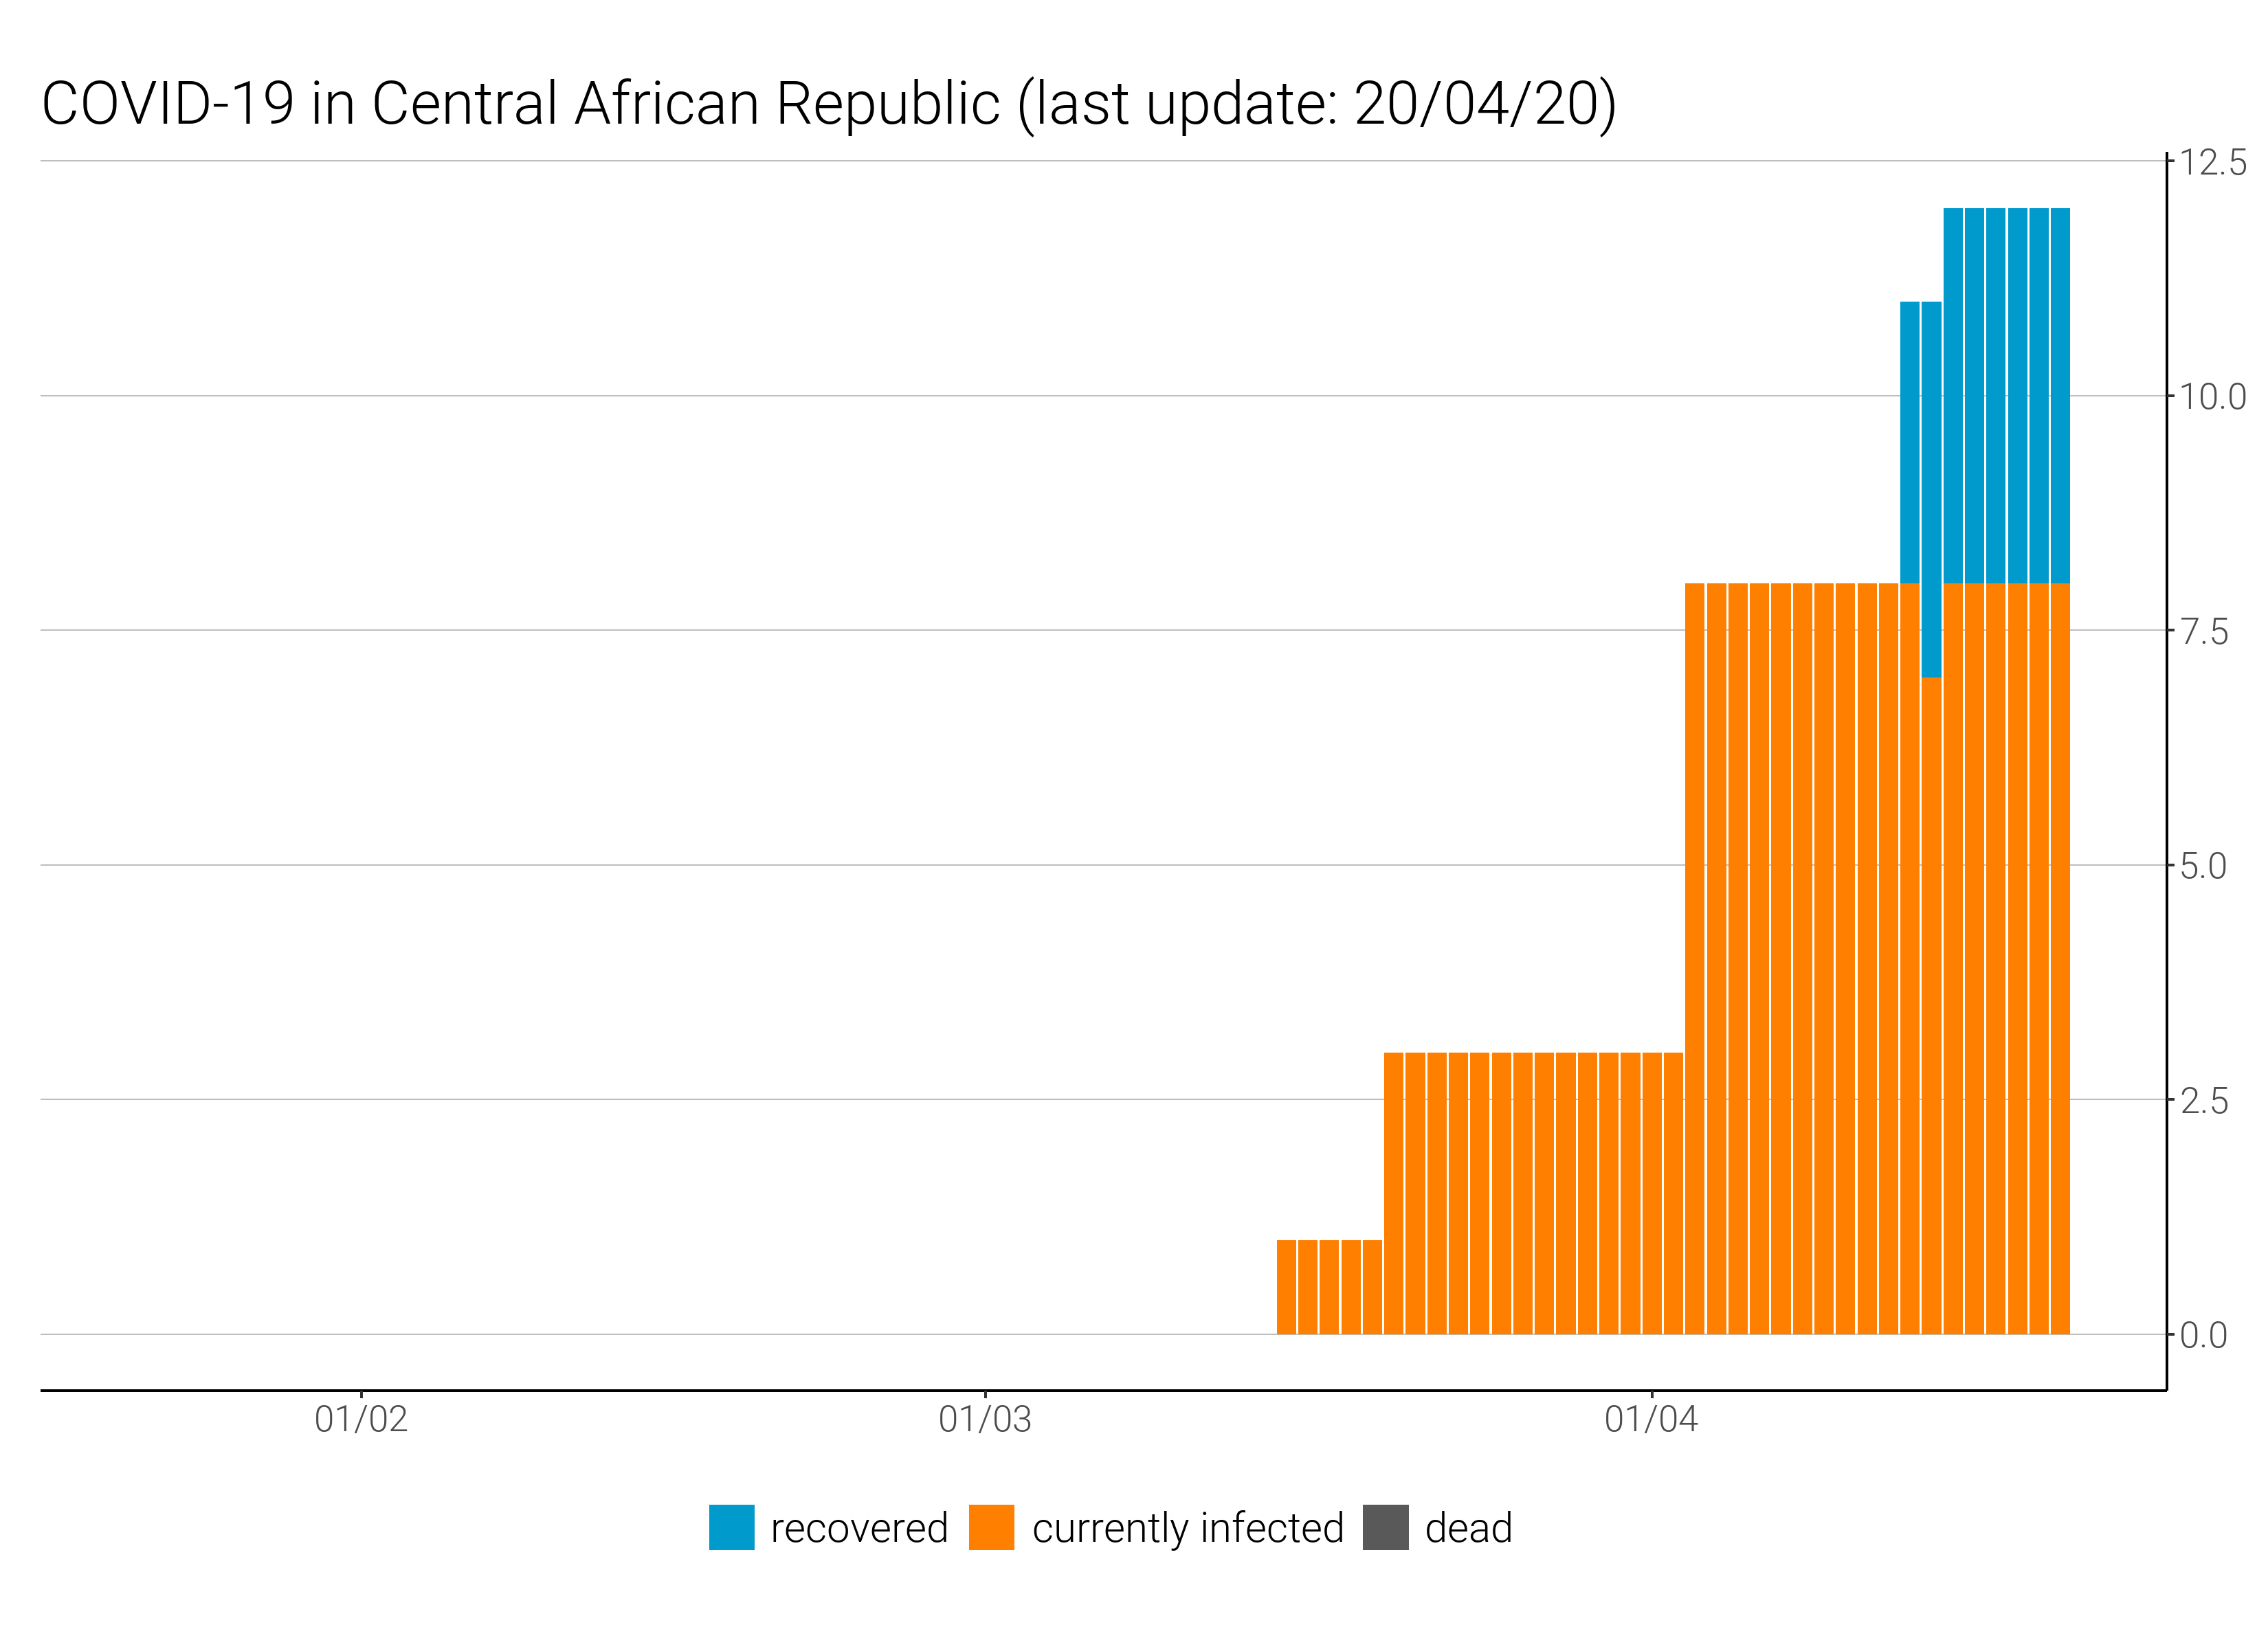 COVID-19 in Central African Republic (last update: 20/04/20)
12.5
10.0
7.5
5.0
2.5
0.0
01/02 01/03 01/04
recovered currently infected dead